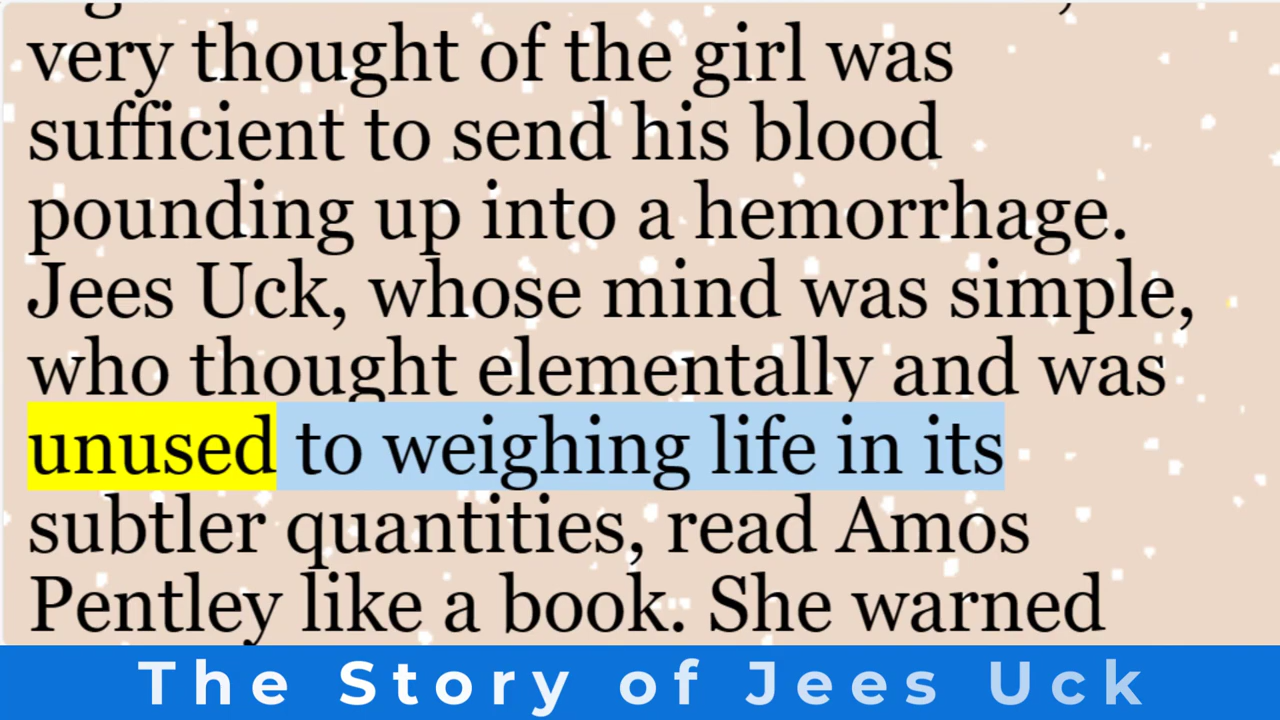 very thought of the girl was
sufficient to send his blood
pounding up into a hemorrhage.
Jees Uck, whose mind was simple,
who thought elementally and was
unused to weighing life in its
subtler quantities, read Amos
Pentley like a book. She warned
The Story of Jees Uck